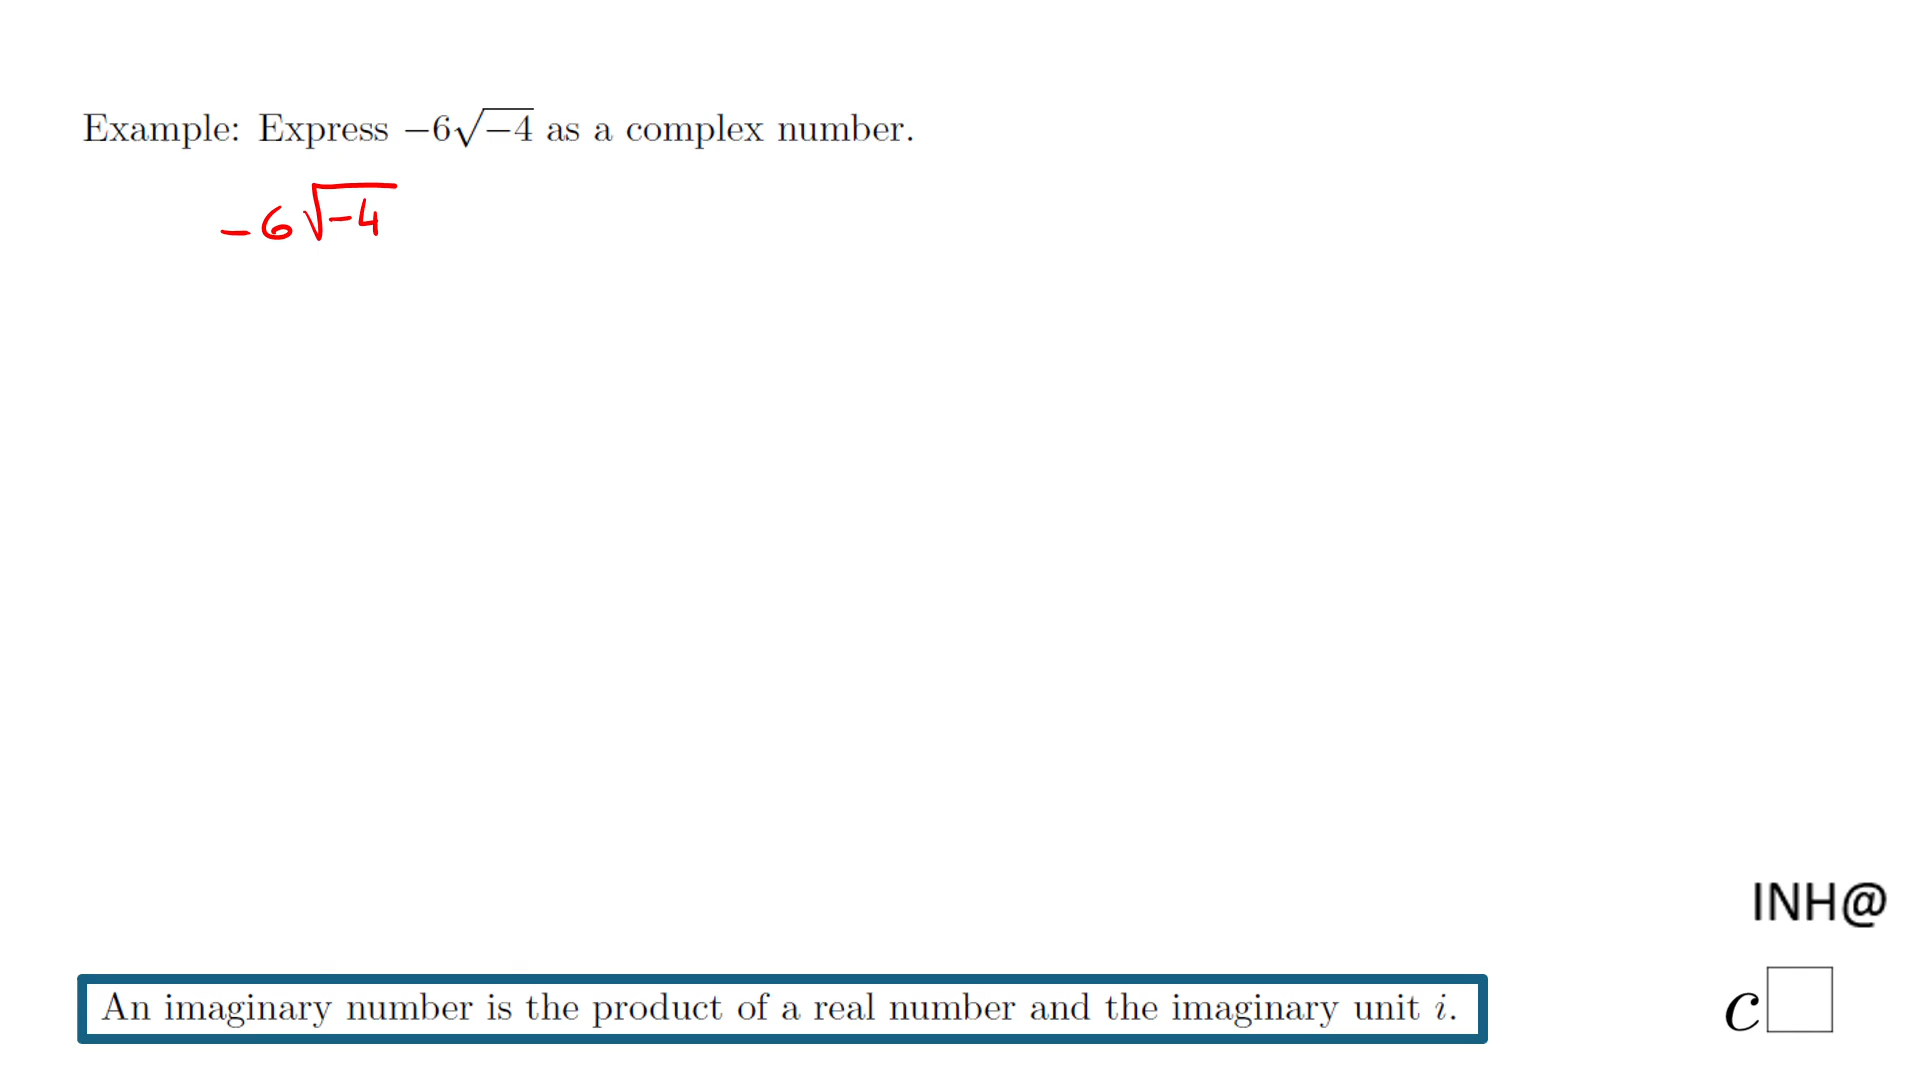 Example: Express −6√−4 as a complex number.
−6√−4
INH@
An imaginary number is the product of a real number and the imaginary unit i.
c